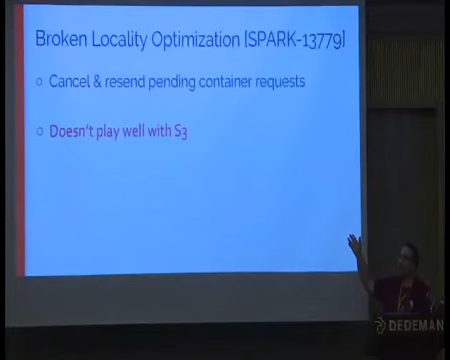 Broken Locality Optimization [SPARK-13779]
○ Cancel & resend pending container requests
○ Doesn't play well with S3
DEDEMAN